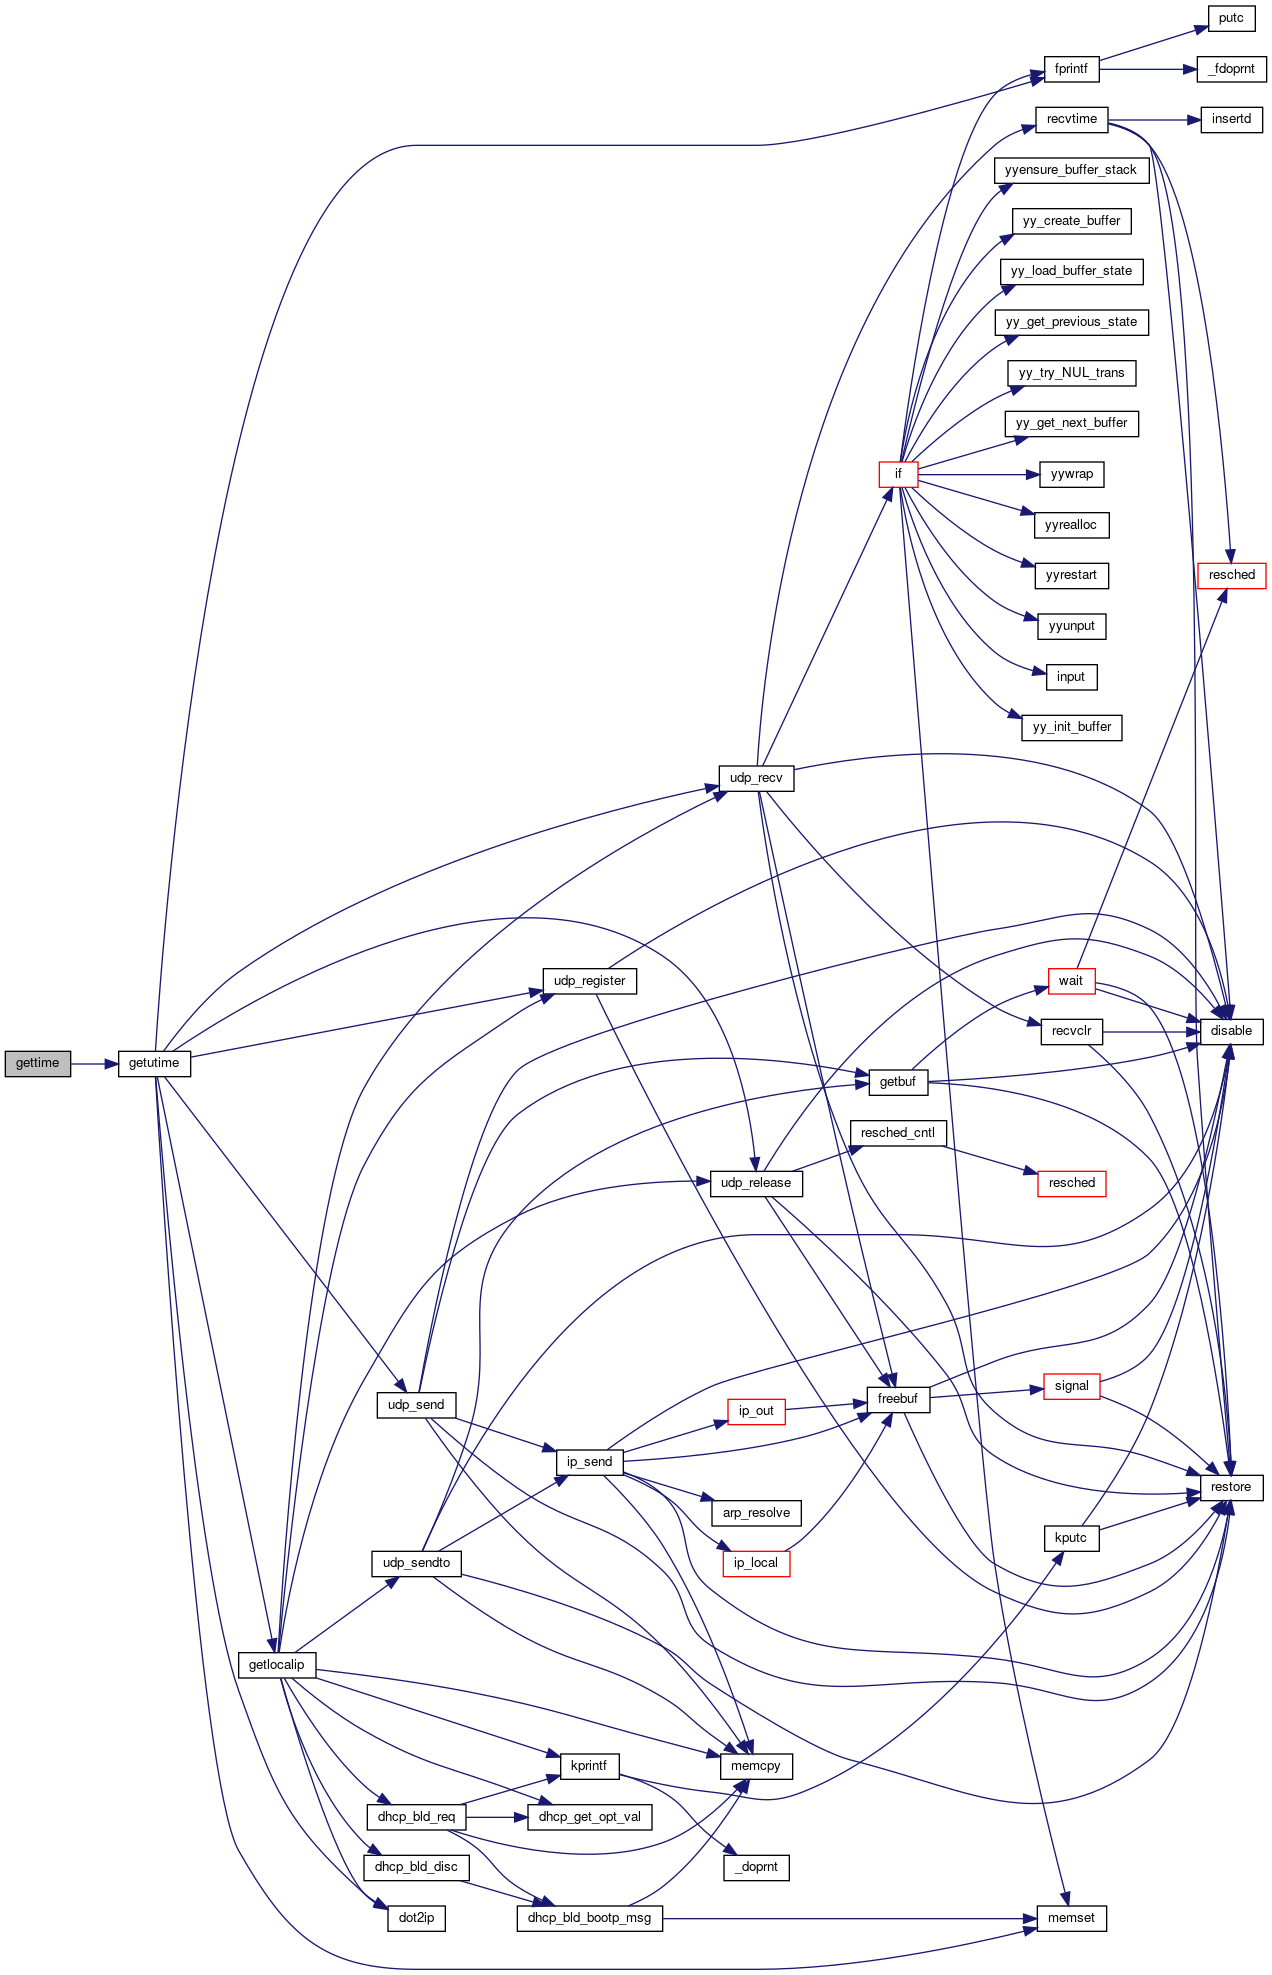 putc
fprintf
_fdoprnt
recvtime
insertd
yyensure_buffer_stack
yy_create_buffer
yy_load_buffer_state
yy_get_previous_state
yy_try_NUL_trans
yy_get_next_buffer
if
yywrap
yyrealloc
yyrestart
resched
yyunput
input
yy_init_buffer
udp_recv
udp_register
wait
recvclr
disable
gettime
getutime
getbuf
resched_cntl
udp_release
resched
signal
udp_send
freebuf
ip_out
ip_send
restore
arp_resolve
kputc
udp_sendto
ip_local
getlocalip
kprintf
memcpy
dhcp_bld_req
dhcp_get_opt_val
dhcp_bld_disc
_doprnt
dot2ip
dhcp_bld_bootp_msg
memset